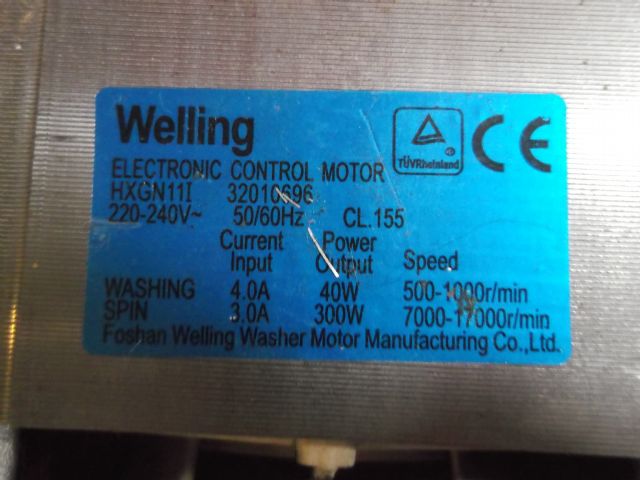 Welling
TÜVRheinland
CE
ELECTRONIC CONTROL MOTOR
HXGN11I 32010696
220-240V~ 50/60Hz CL.155
Current Power
Input Output Speed
WASHING 4.0A 40W 500-1000r/min
SPIN 3.0A 300W 7000-17000r/min
Foshan Welling Washer Motor Manufacturing Co.,Ltd.